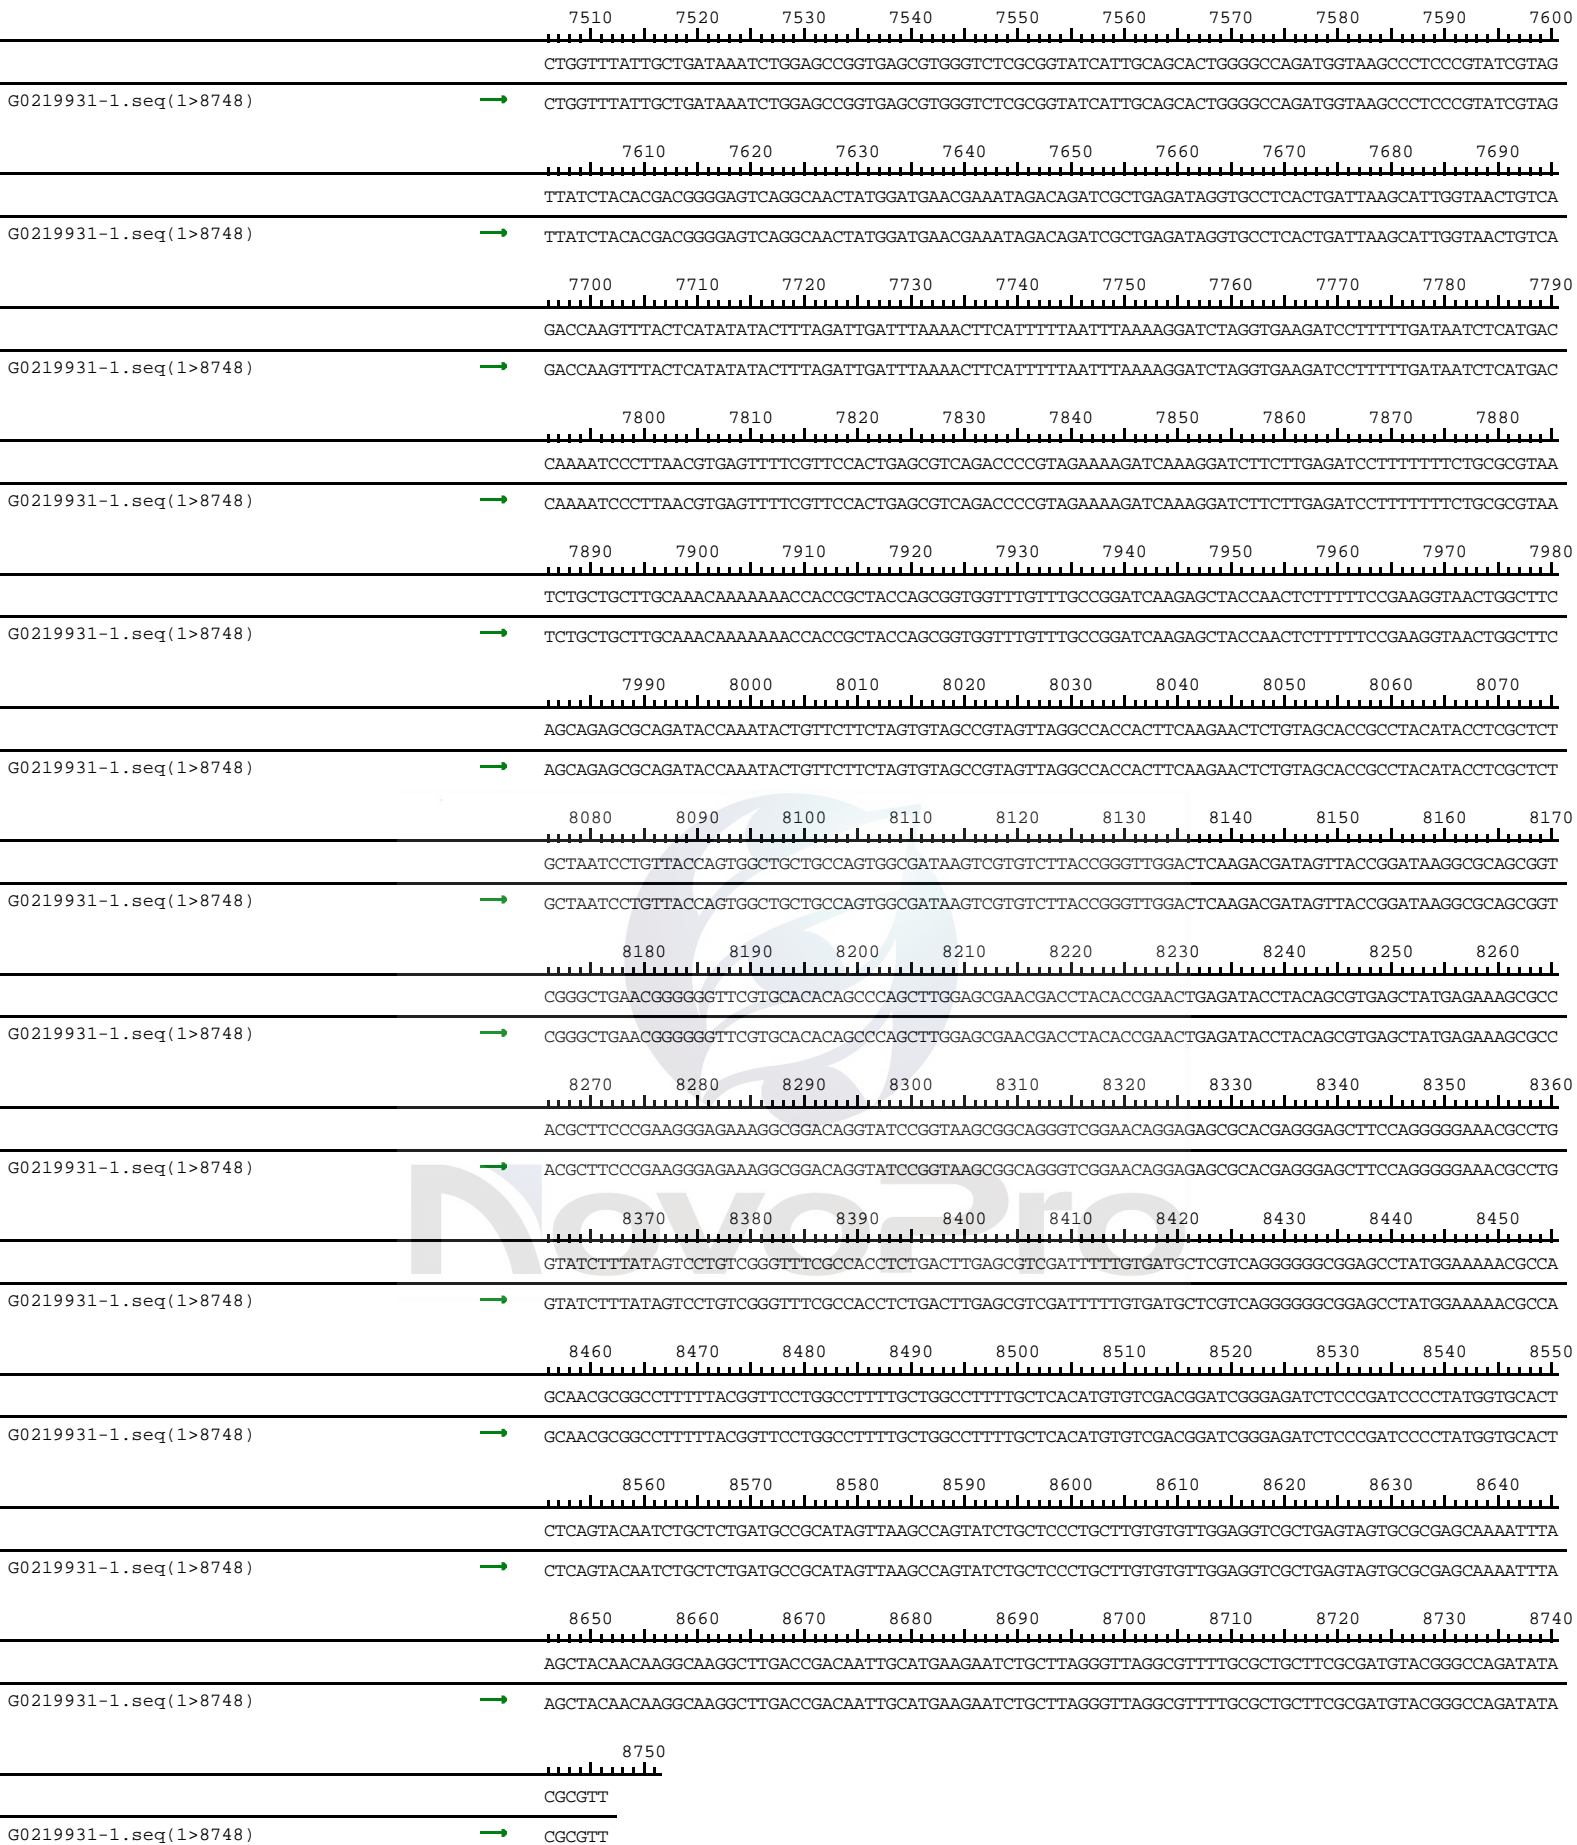 7510 7520 7530 7540 7550 7560 7570 7580 7590 7600
CTGGTTTATTGCTGATAAATCTGGAGCCGGTGAGCGTGGGTCTCGCGGTATCATTGCAGCACTGGGGCCAGATGGTAAGCCCTCCCGTATCGTAG
G0219931-1.seq(1>8748) CTGGTTTATTGCTGATAAATCTGGAGCCGGTGAGCGTGGGTCTCGCGGTATCATTGCAGCACTGGGGCCAGATGGTAAGCCCTCCCGTATCGTAG
7610 7620 7630 7640 7650 7660 7670 7680 7690
TTATCTACACGACGGGGAGTCAGGCAACTATGGATGAACGAAATAGACAGATCGCTGAGATAGGTGCCTCACTGATTAAGCATTGGTAACTGTCA
G0219931-1.seq(1>8748) TTATCTACACGACGGGGAGTCAGGCAACTATGGATGAACGAAATAGACAGATCGCTGAGATAGGTGCCTCACTGATTAAGCATTGGTAACTGTCA
7700 7710 7720 7730 7740 7750 7760 7770 7780 7790
GACCAAGTTTACTCATATATACTTTAGATTGATTTAAAACTTCATTTTTAATTTAAAAGGATCTAGGTGAAGATCCTTTTTGATAATCTCATGAC
G0219931-1.seq(1>8748) GACCAAGTTTACTCATATATACTTTAGATTGATTTAAAACTTCATTTTTAATTTAAAAGGATCTAGGTGAAGATCCTTTTTGATAATCTCATGAC
7800 7810 7820 7830 7840 7850 7860 7870 7880
CAAAATCCCTTAACGTGAGTTTTCGTTCCACTGAGCGTCAGACCCCGTAGAAAAGATCAAAGGATCTTCTTGAGATCCTTTTTTTCTGCGCGTAA
G0219931-1.seq(1>8748) CAAAATCCCTTAACGTGAGTTTTCGTTCCACTGAGCGTCAGACCCCGTAGAAAAGATCAAAGGATCTTCTTGAGATCCTTTTTTTCTGCGCGTAA
7890 7900 7910 7920 7930 7940 7950 7960 7970 7980
TCTGCTGCTTGCAAACAAAAAAACCACCGCTACCAGCGGTGGTTTGTTTGCCGGATCAAGAGCTACCAACTCTTTTTCCGAAGGTAACTGGCTTC
G0219931-1.seq(1>8748) TCTGCTGCTTGCAAACAAAAAAACCACCGCTACCAGCGGTGGTTTGTTTGCCGGATCAAGAGCTACCAACTCTTTTTCCGAAGGTAACTGGCTTC
7990 8000 8010 8020 8030 8040 8050 8060 8070
AGCAGAGCGCAGATACCAAATACTGTTCTTCTAGTGTAGCCGTAGTTAGGCCACCACTTCAAGAACTCTGTAGCACCGCCTACATACCTCGCTCT
G0219931-1.seq(1>8748) AGCAGAGCGCAGATACCAAATACTGTTCTTCTAGTGTAGCCGTAGTTAGGCCACCACTTCAAGAACTCTGTAGCACCGCCTACATACCTCGCTCT
8080 8090 8100 8110 8120 8130 8140 8150 8160 8170
GCTAATCCTGTTACCAGTGGCTGCTGCCAGTGGCGATAAGTCGTGTCTTACCGGGTTGGACTCAAGACGATAGTTACCGGATAAGGCGCAGCGGT
G0219931-1.seq(1>8748) GCTAATCCTGTTACCAGTGGCTGCTGCCAGTGGCGATAAGTCGTGTCTTACCGGGTTGGACTCAAGACGATAGTTACCGGATAAGGCGCAGCGGT
8180 8190 8200 8210 8220 8230 8240 8250 8260
CGGGCTGAACGGGGGGTTCGTGCACACAGCCCAGCTTGGAGCGAACGACCTACACCGAACTGAGATACCTACAGCGTGAGCTATGAGAAAGCGCC
G0219931-1.seq(1>8748) CGGGCTGAACGGGGGGTTCGTGCACACAGCCCAGCTTGGAGCGAACGACCTACACCGAACTGAGATACCTACAGCGTGAGCTATGAGAAAGCGCC
8270 8280 8290 8300 8310 8320 8330 8340 8350 8360
ACGCTTCCCGAAGGGAGAAAGGCGGACAGGTATCCGGTAAGCGGCAGGGTCGGAACAGGAGAGCGCACGAGGGAGCTTCCAGGGGGAAACGCCTG
G0219931-1.seq(1>8748) ACGCTTCCCGAAGGGAGAAAGGCGGACAGGTATCCGGTAAGCGGCAGGGTCGGAACAGGAGAGCGCACGAGGGAGCTTCCAGGGGGAAACGCCTG
NovoPro
8370 8380 8390 8400 8410 8420 8430 8440 8450
GTATCTTTATAGTCCTGTCGGGTTTCGCCACCTCTGACTTGAGCGTCGATTTTTGTGATGCTCGTCAGGGGGGCGGAGCCTATGGAAAAACGCCA
G0219931-1.seq(1>8748) GTATCTTTATAGTCCTGTCGGGTTTCGCCACCTCTGACTTGAGCGTCGATTTTTGTGATGCTCGTCAGGGGGGCGGAGCCTATGGAAAAACGCCA
8460 8470 8480 8490 8500 8510 8520 8530 8540 8550
GCAACGCGGCCTTTTTACGGTTCCTGGCCTTTTGCTGGCCTTTTGCTCACATGTGTCGACGGATCGGGAGATCTCCCGATCCCCTATGGTGCACT
G0219931-1.seq(1>8748) GCAACGCGGCCTTTTTACGGTTCCTGGCCTTTTGCTGGCCTTTTGCTCACATGTGTCGACGGATCGGGAGATCTCCCGATCCCCTATGGTGCACT
8560 8570 8580 8590 8600 8610 8620 8630 8640
CTCAGTACAATCTGCTCTGATGCCGCATAGTTAAGCCAGTATCTGCTCCCTGCTTGTGTGTTGGAGGTCGCTGAGTAGTGCGCGAGCAAAATTTA
G0219931-1.seq(1>8748) CTCAGTACAATCTGCTCTGATGCCGCATAGTTAAGCCAGTATCTGCTCCCTGCTTGTGTGTTGGAGGTCGCTGAGTAGTGCGCGAGCAAAATTTA
8650 8660 8670 8680 8690 8700 8710 8720 8730 8740
AGCTACAACAAGGCAAGGCTTGACCGACAATTGCATGAAGAATCTGCTTAGGGTTAGGCGTTTTGCGCTGCTTCGCGATGTACGGGCCAGATATA
G0219931-1.seq(1>8748) AGCTACAACAAGGCAAGGCTTGACCGACAATTGCATGAAGAATCTGCTTAGGGTTAGGCGTTTTGCGCTGCTTCGCGATGTACGGGCCAGATATA
8750
CGCGTT
G0219931-1.seq(1>8748) CGCGTT